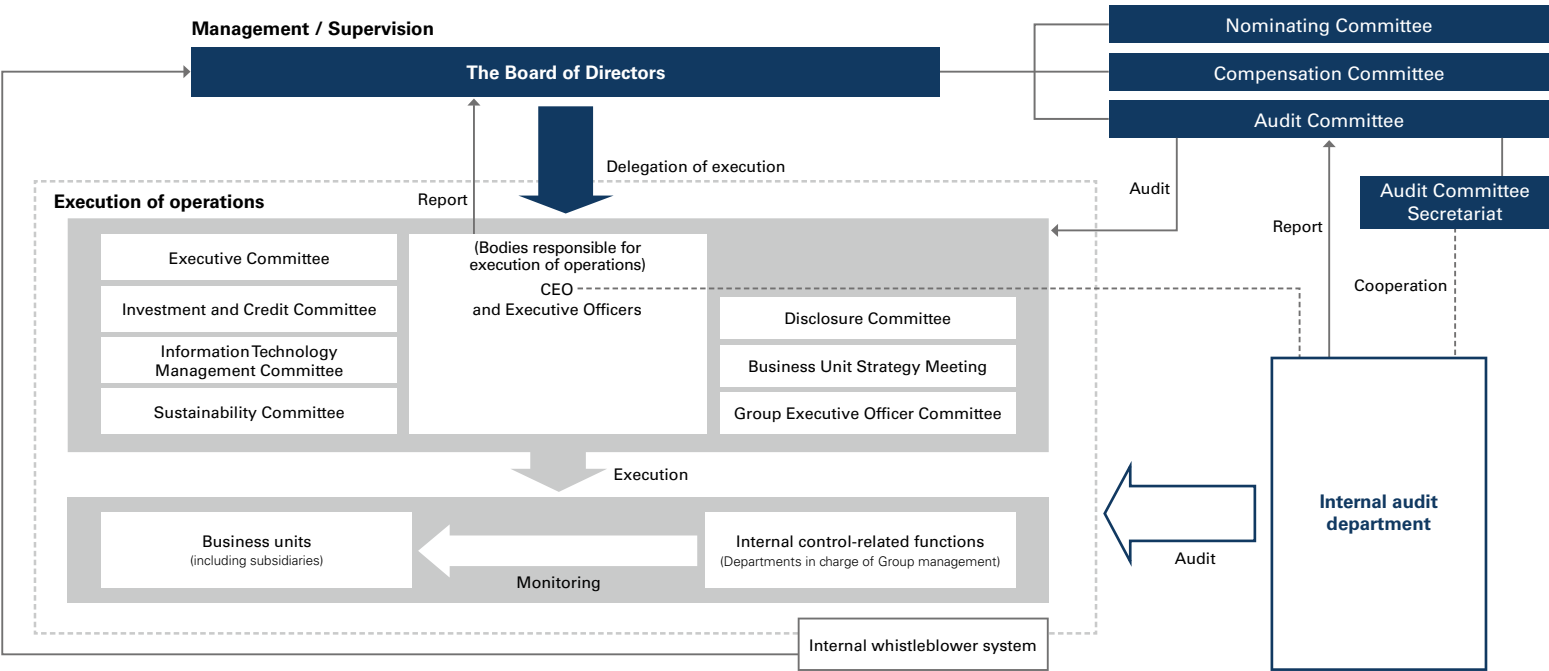 Management / Supervision
The Board of Directors
Nominating Committee
Compensation Committee
Audit Committee
Delegation of execution
Report
Audit
Audit Committee
Secretariat
Report
Cooperation
Execution of operations
Executive Committee
Investment and Credit Committee
Information Technology
Management Committee
Sustainability Committee
(Bodies responsible for
execution of operations)
CEO
and Executive Officers
Disclosure Committee
Business Unit Strategy Meeting
Group Executive Officer Committee
Execution
Business units
(including subsidiaries)
Monitoring
Internal control-related functions
(Departments in charge of Group management)
Internal audit
department
Audit
Internal whistleblower system